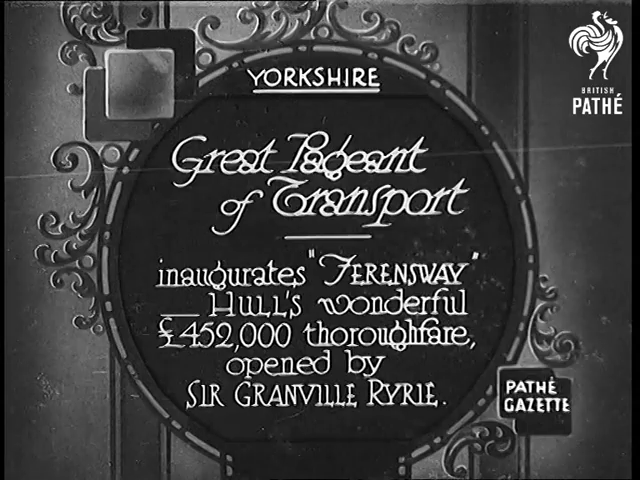 BRITISH
PATHÉ
YORKSHIRE
Great Pageant
of Transport
inaugurates "FERENSWAY"
— HULL'S wonderful
£452,000 thoroughfare,
opened by
SIR GRANVILLE RYRIE.
PATHÉ
GAZETTE